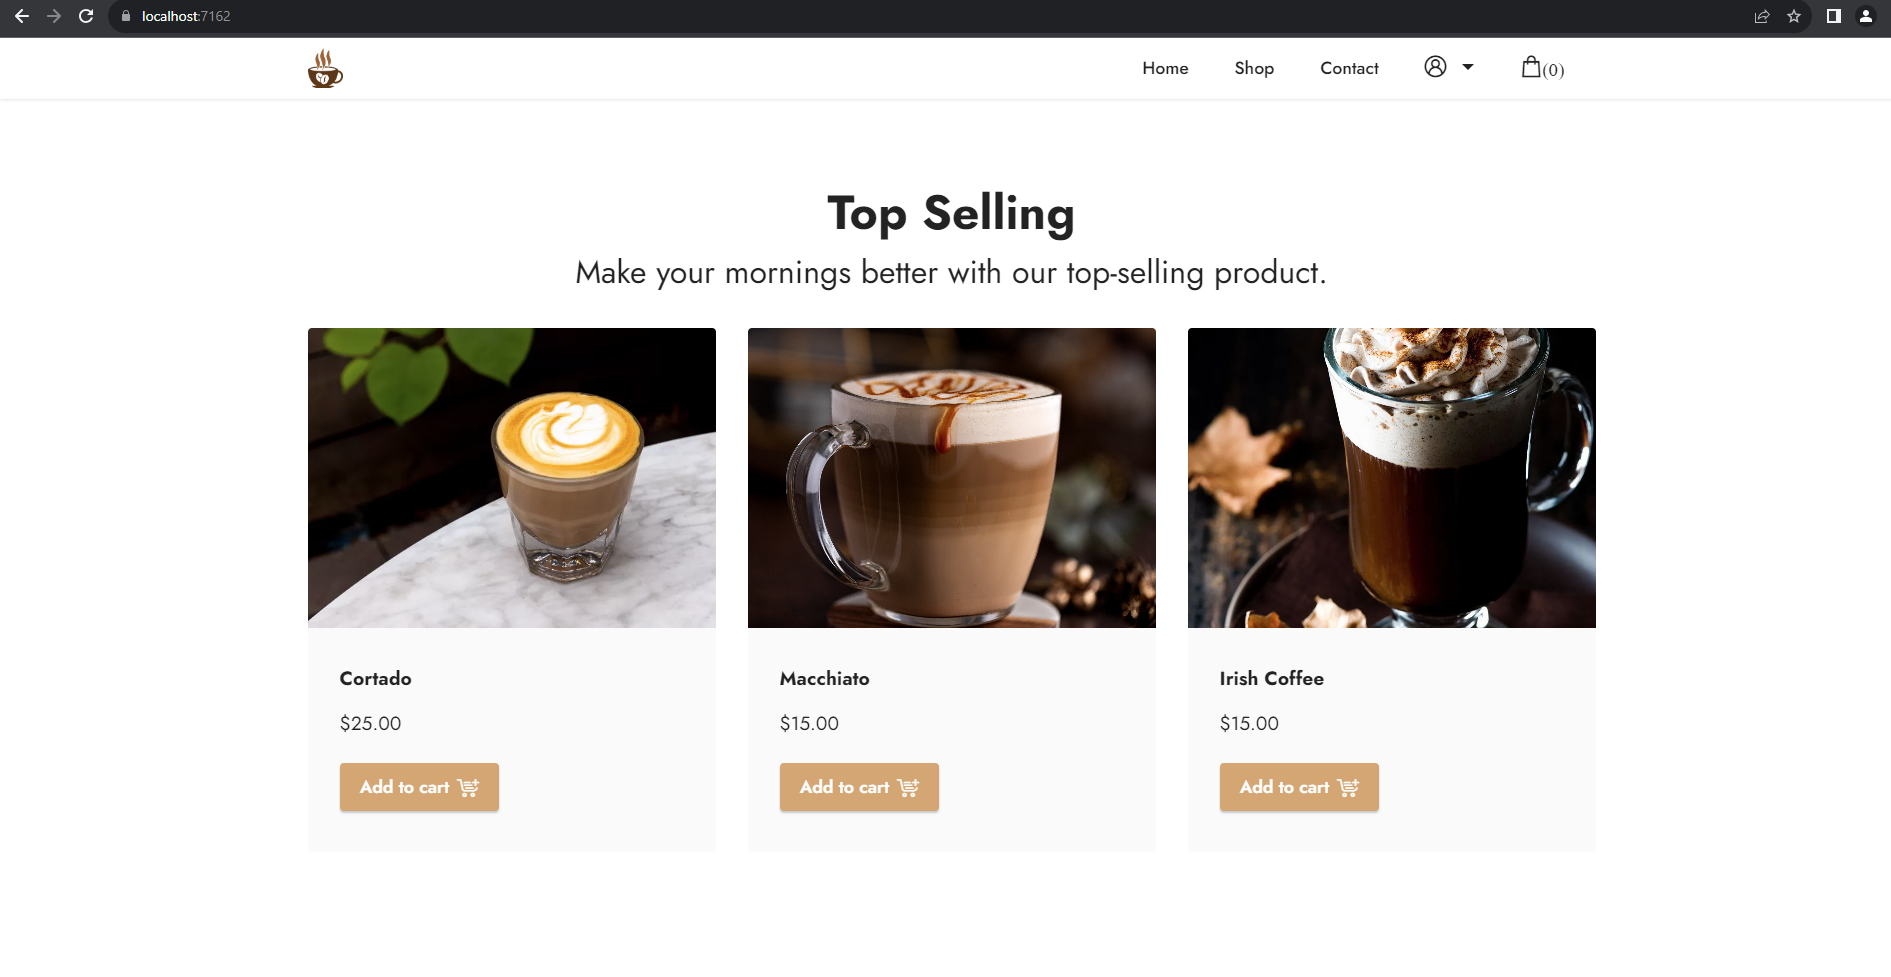 localhost:7162
Home Shop Contact (0)
Top Selling
Make your mornings better with our top-selling product.
Cortado
$25.00
Add to cart
Macchiato
$15.00
Add to cart
Irish Coffee
$15.00
Add to cart